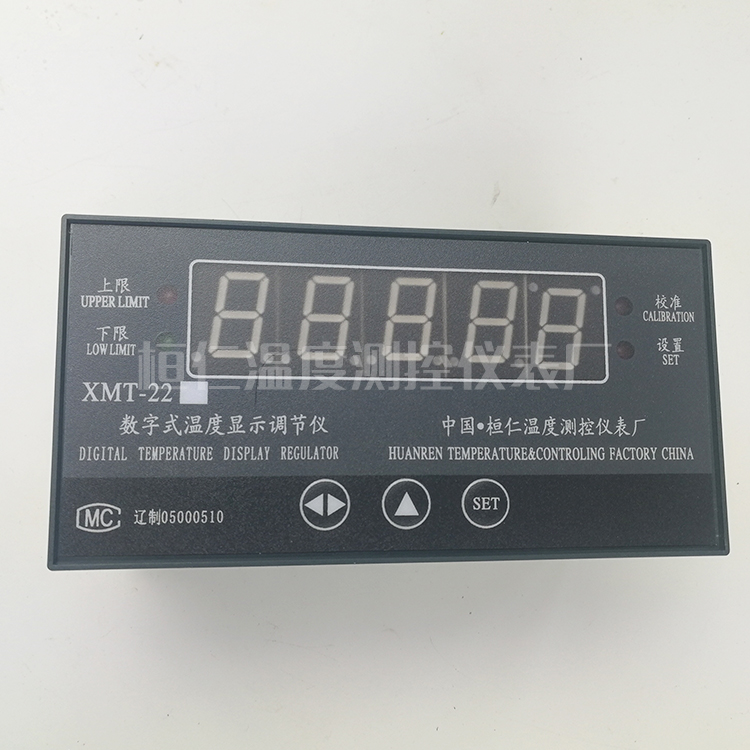 上限
UPPER LIMIT
下限
LOW LIMIT
校准
CALIBRATION
设置
SET
桓仁温度测控仪表厂
XMT-22
数字式温度显示调节仪
DIGITAL TEMPERATURE DISPLAY REGULATOR
中国•桓仁温度测控仪表厂
HUANREN TEMPERATURE&CONTROLING FACTORY CHINA
MC 辽制05000510
SET